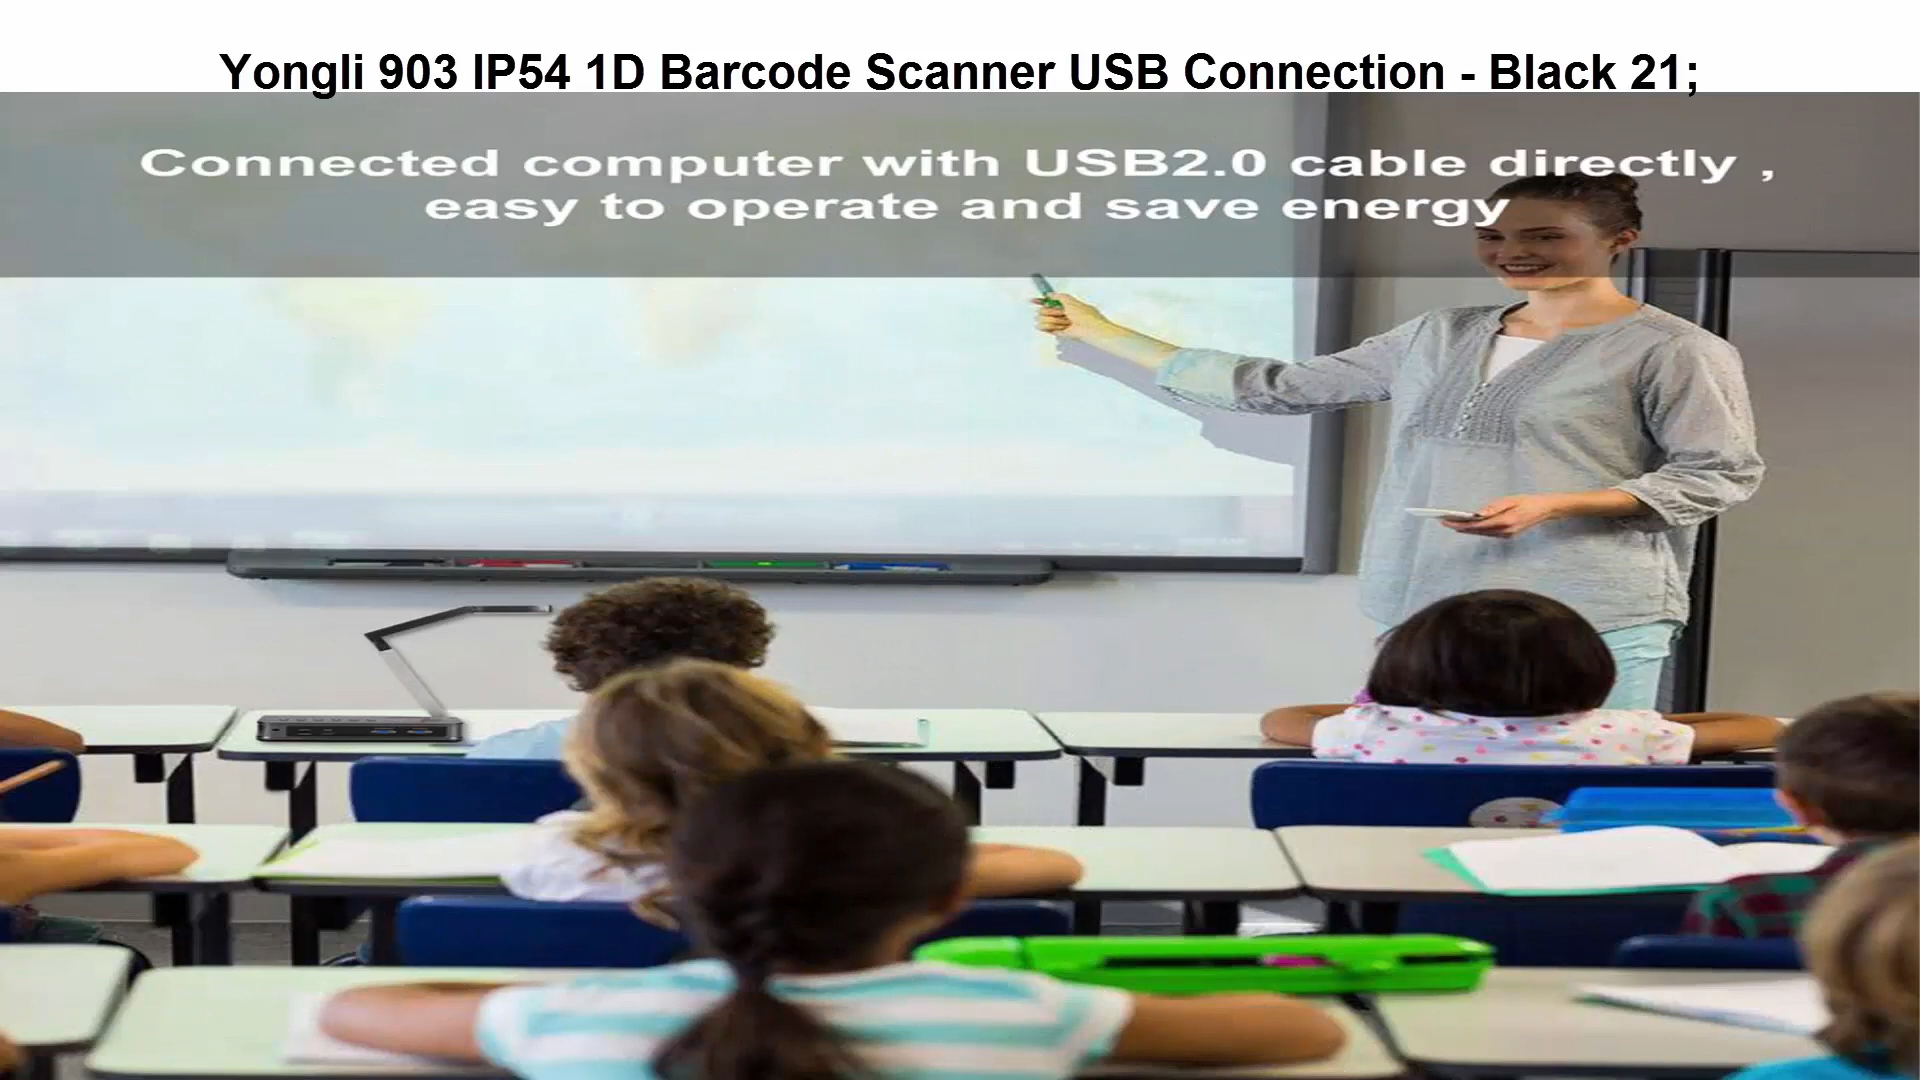 Yongli 903 IP54 1D Barcode Scanner USB Connection - Black 21;
Connected computer with USB2.0 cable directly ,
easy to operate and save energy